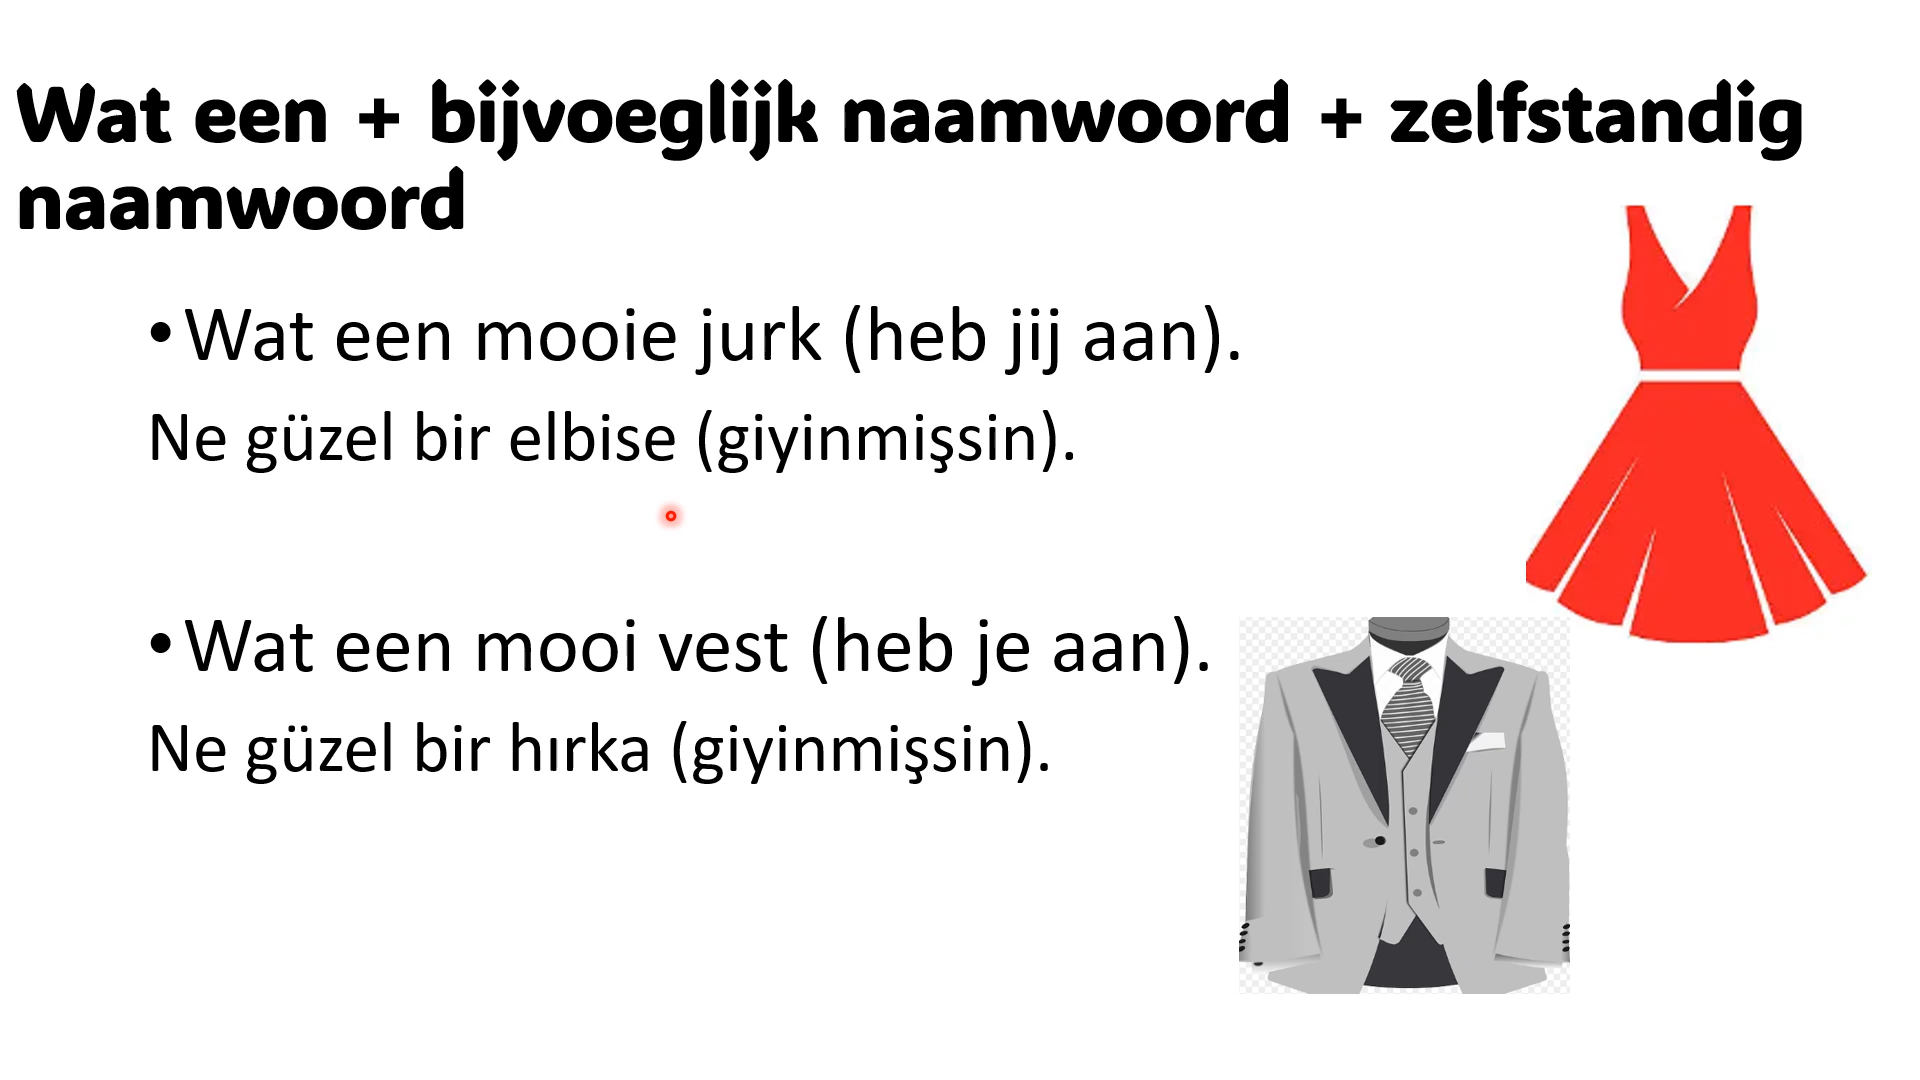 Wat een + bijvoeglijk naamwoord + zelfstandig
naamwoord
• Wat een mooie jurk (heb jij aan).
Ne güzel bir elbise (giyinmişsin).
• Wat een mooi vest (heb je aan).
Ne güzel bir hırka (giyinmişsin).